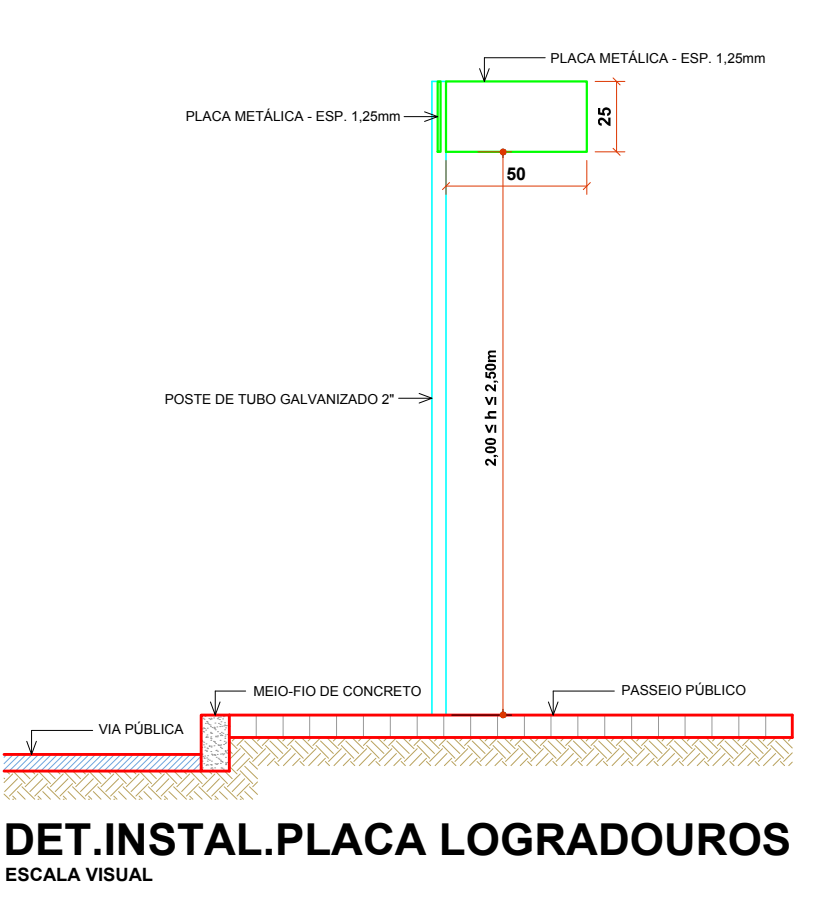 PLACA METÁLICA - ESP. 1,25mm
PLACA METÁLICA - ESP. 1,25mm
25
50
2,00 ≤ h ≤ 2,50m
POSTE DE TUBO GALVANIZADO 2"
MEIO-FIO DE CONCRETO
PASSEIO PÚBLICO
VIA PÚBLICA
DET.INSTAL.PLACA LOGRADOUROS
ESCALA VISUAL